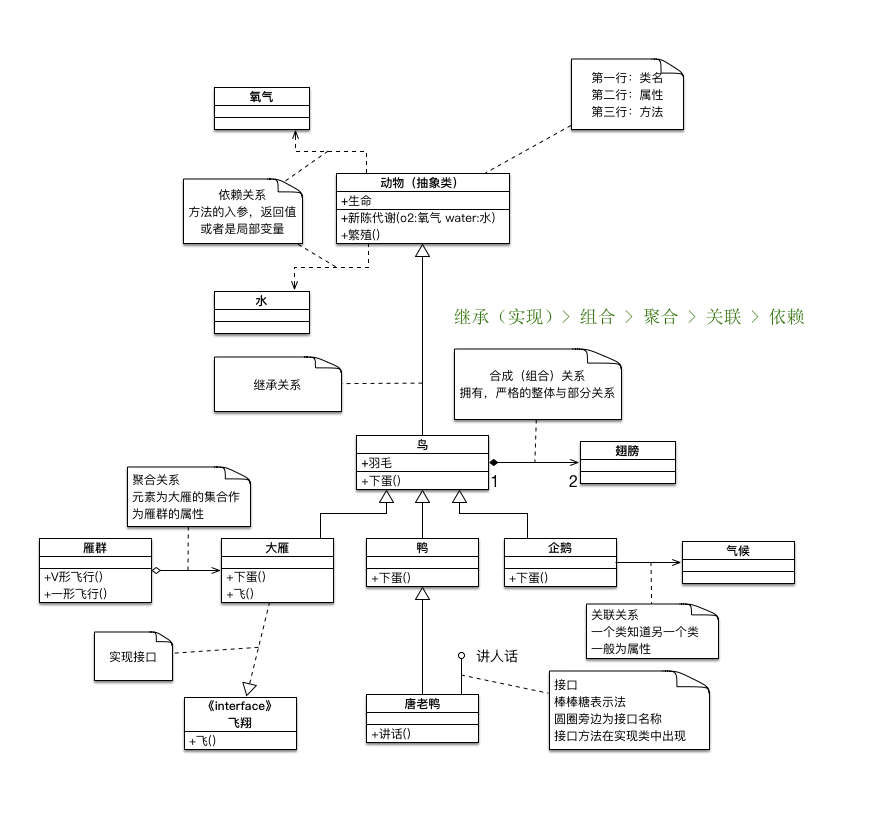 第一行：类名
第二行：属性
第三行：方法
氧气
动物（抽象类）
+生命
+新陈代谢(o2:氧气 water:水)
+繁殖()
依赖关系
方法的入参，返回值
或者是局部变量
水
继承（实现）> 组合 > 聚合 > 关联 > 依赖
继承关系
合成（组合）关系
拥有，严格的整体与部分关系
鸟
+羽毛
+下蛋()
1
2
翅膀
聚合关系
元素为大雁的集合作
为雁群的属性
雁群
+V形飞行()
+一形飞行()
大雁
+下蛋()
+飞()
鸭
+下蛋()
企鹅
+下蛋()
气候
关联关系
一个类知道另一个类
一般为属性
实现接口
讲人话
接口
棒棒糖表示法
圆圈旁边为接口名称
接口方法在实现类中出现
《interface》
飞翔
+飞()
唐老鸭
+讲话()